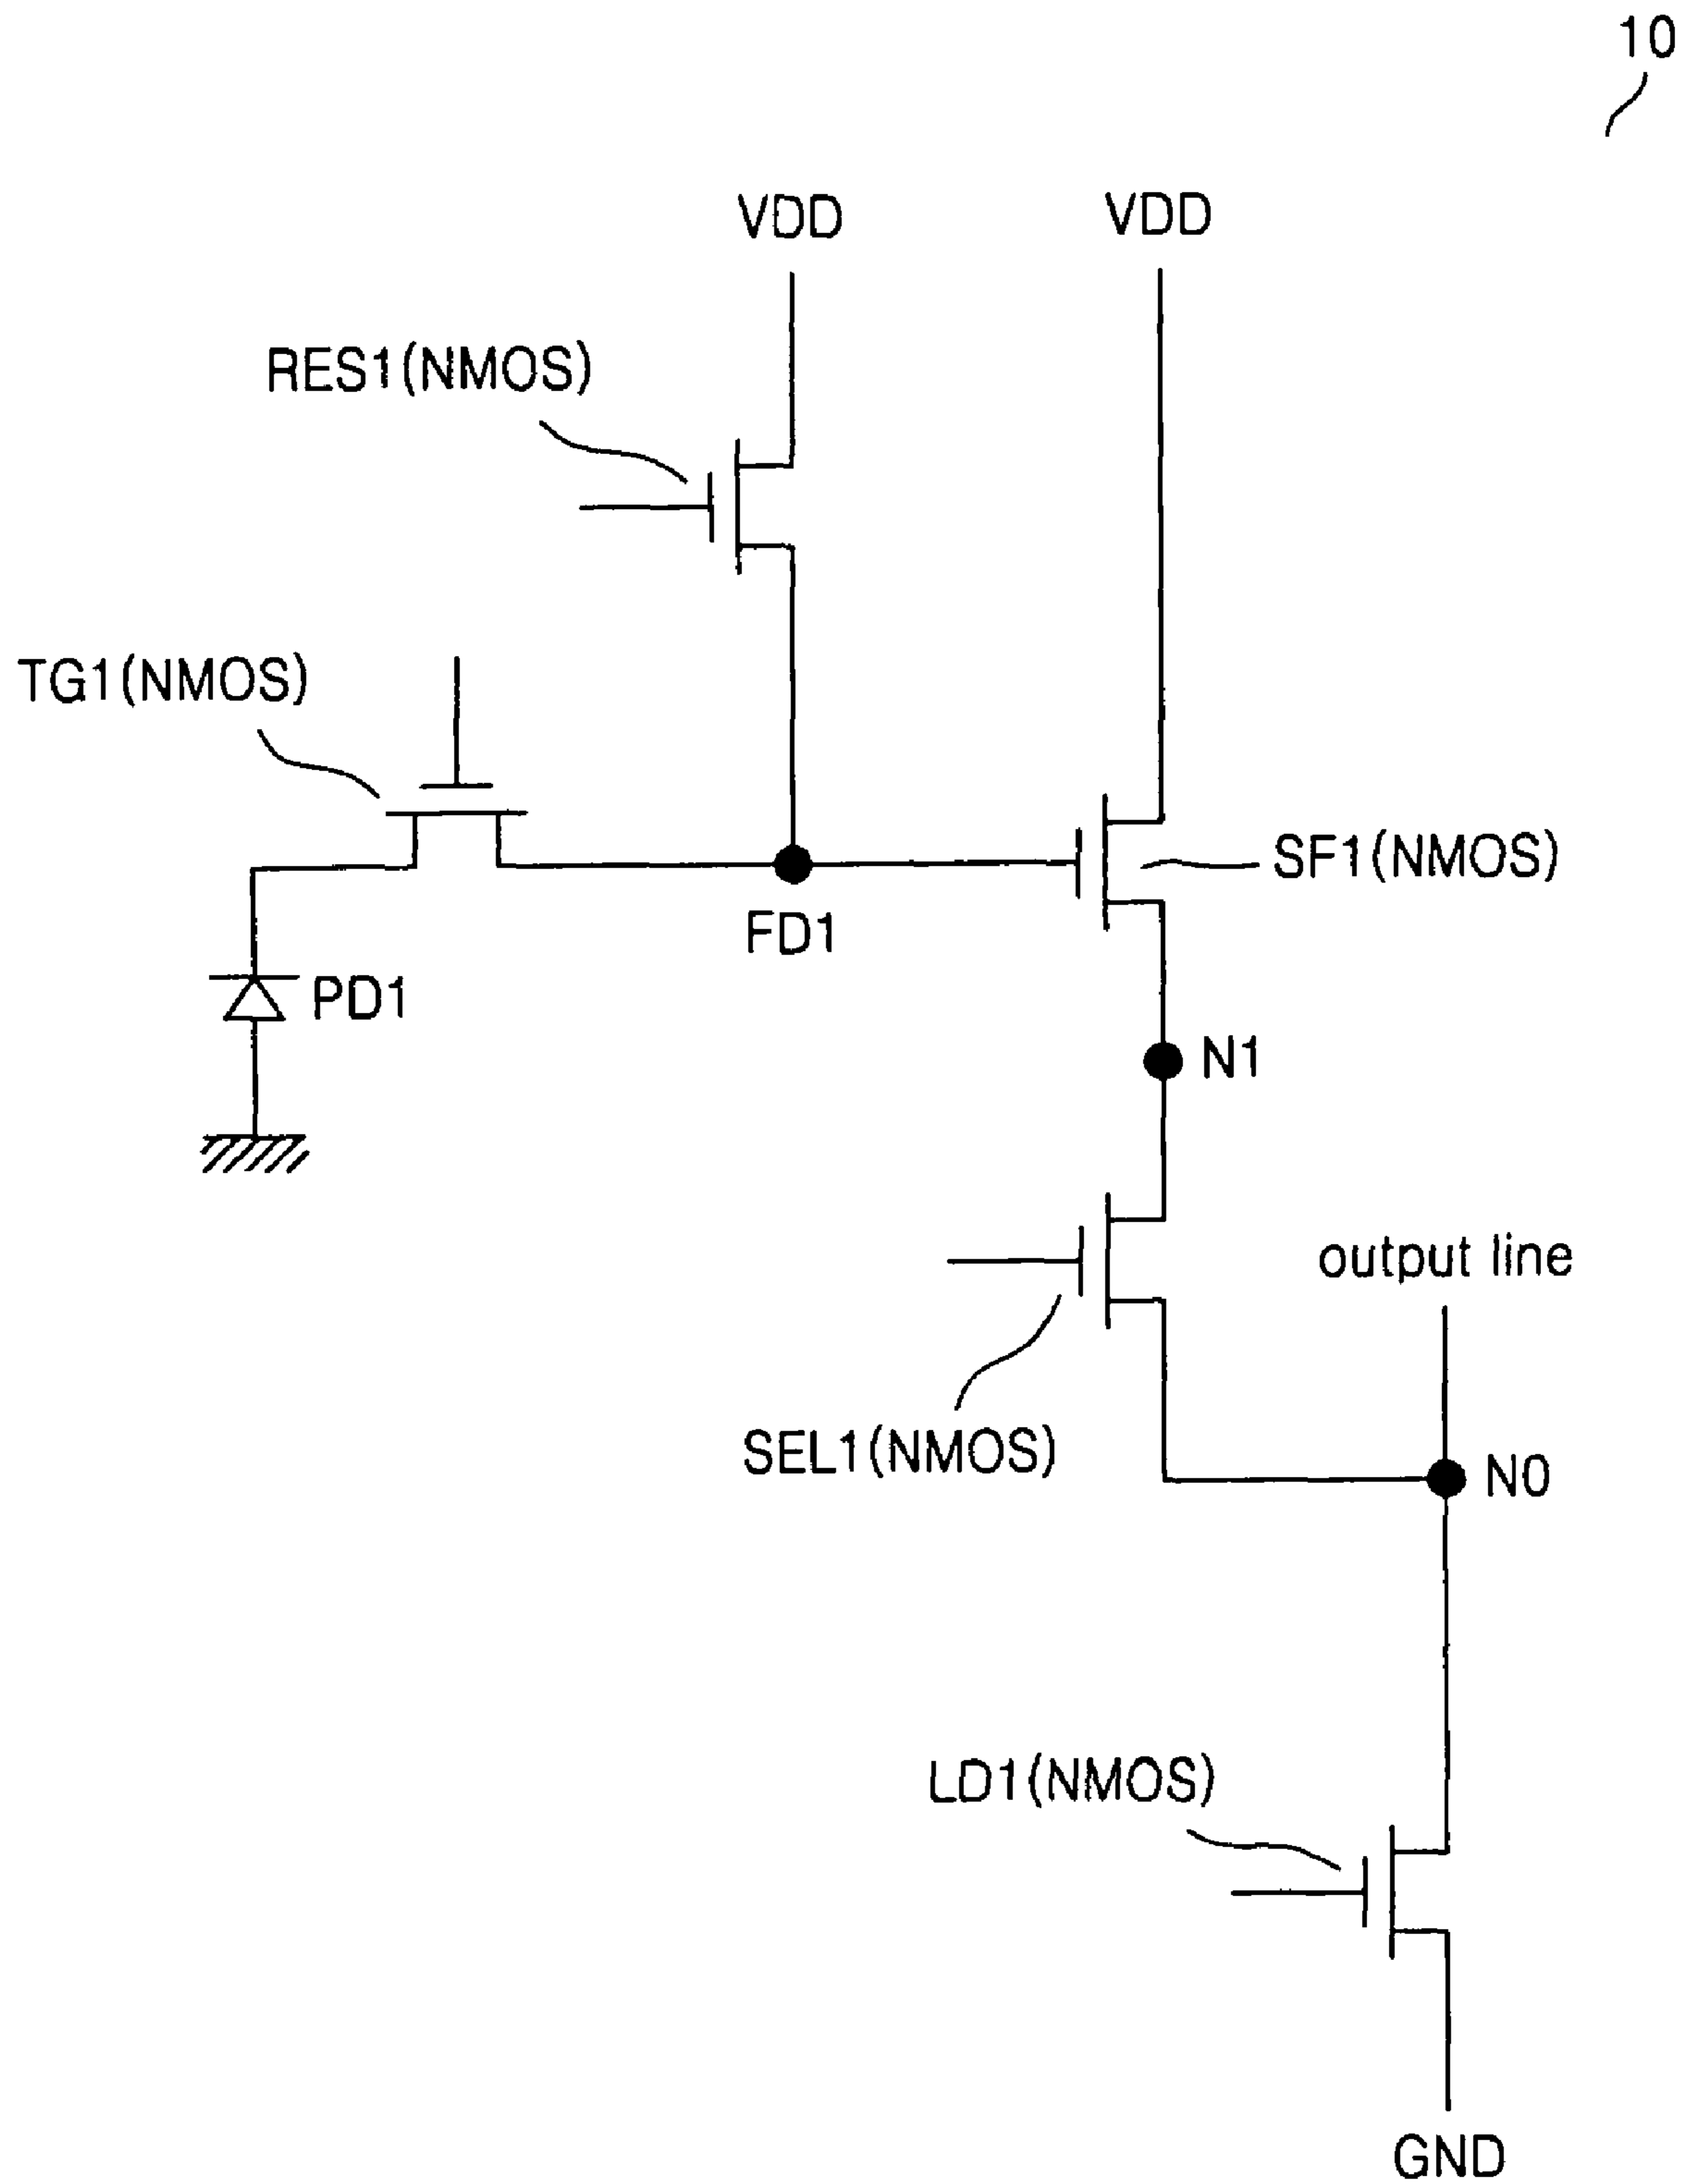 10
VDD
VDD
RES1(NMOS)
TG1(NMOS)
SF1(NMOS)
FD1
PD1
N1
output line
SEL1(NMOS)
N0
LD1(NMOS)
GND